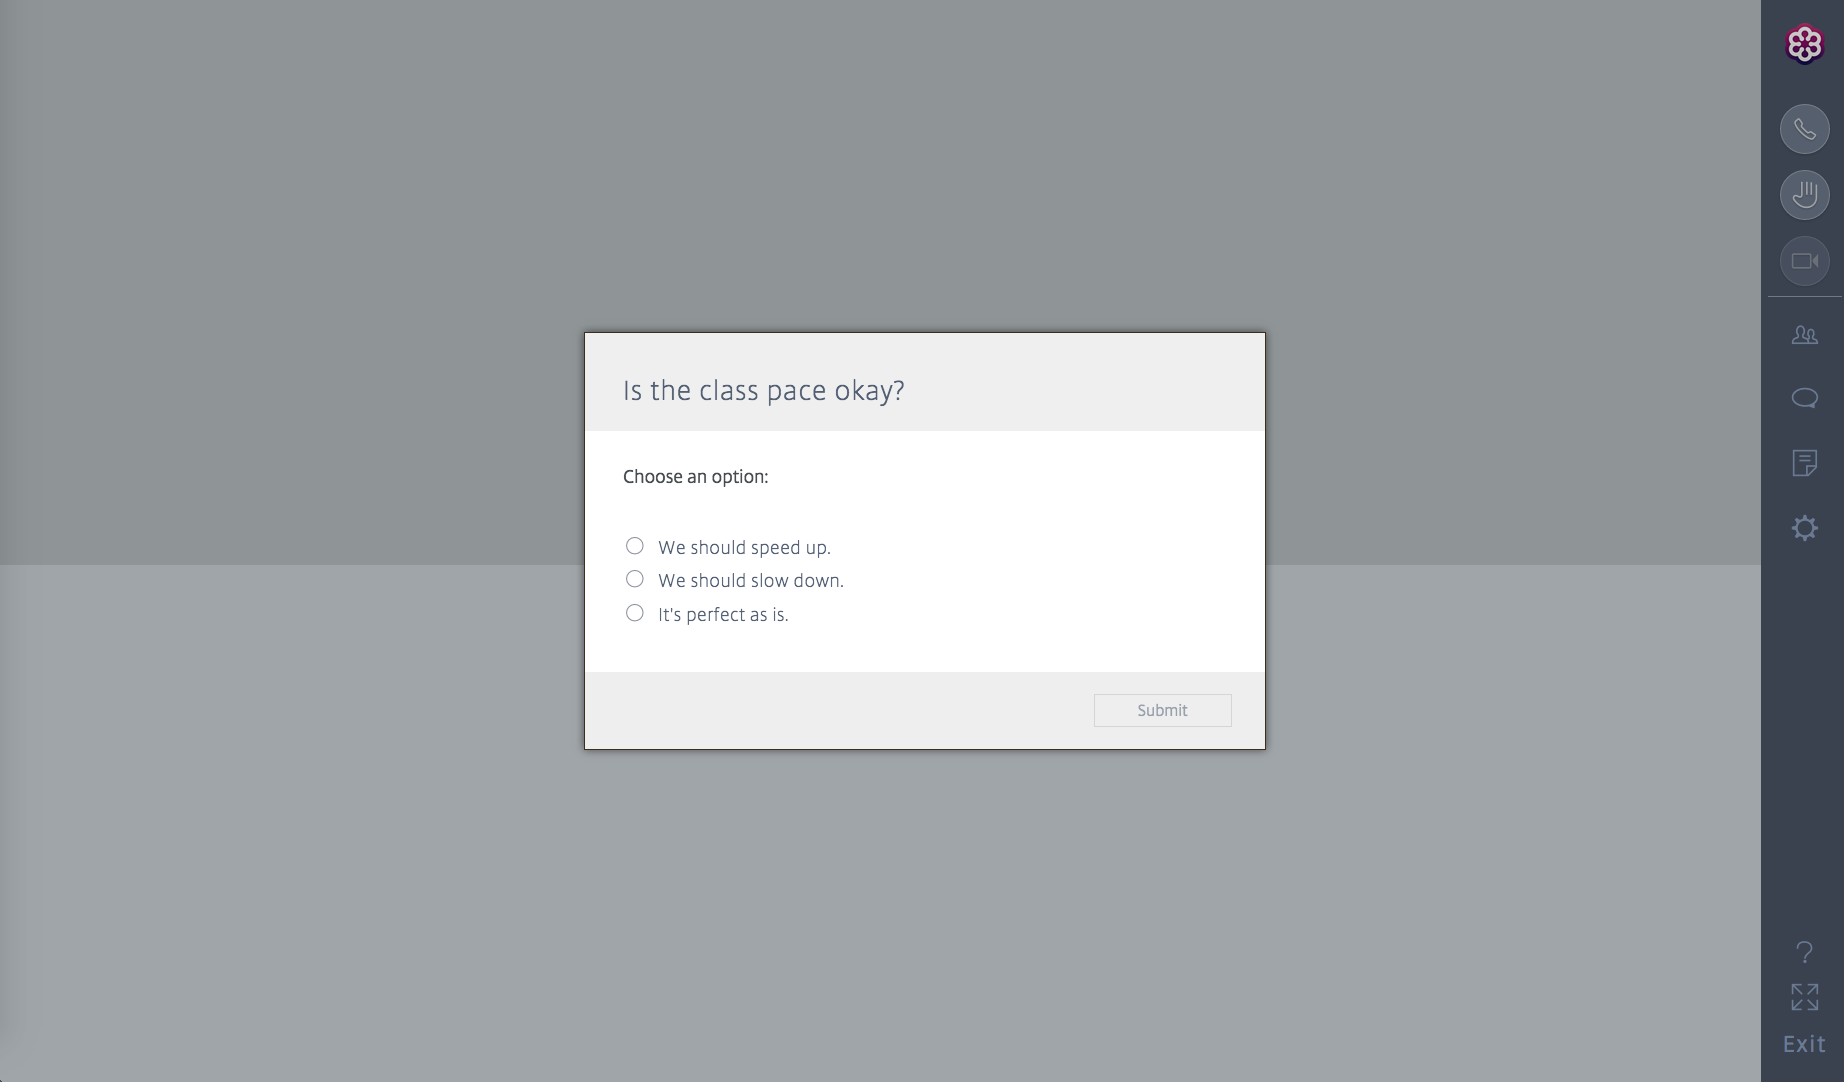 Is the class pace okay?
Choose an option:
We should speed up.
We should slow down.
It's perfect as is.
Submit
?
Exit